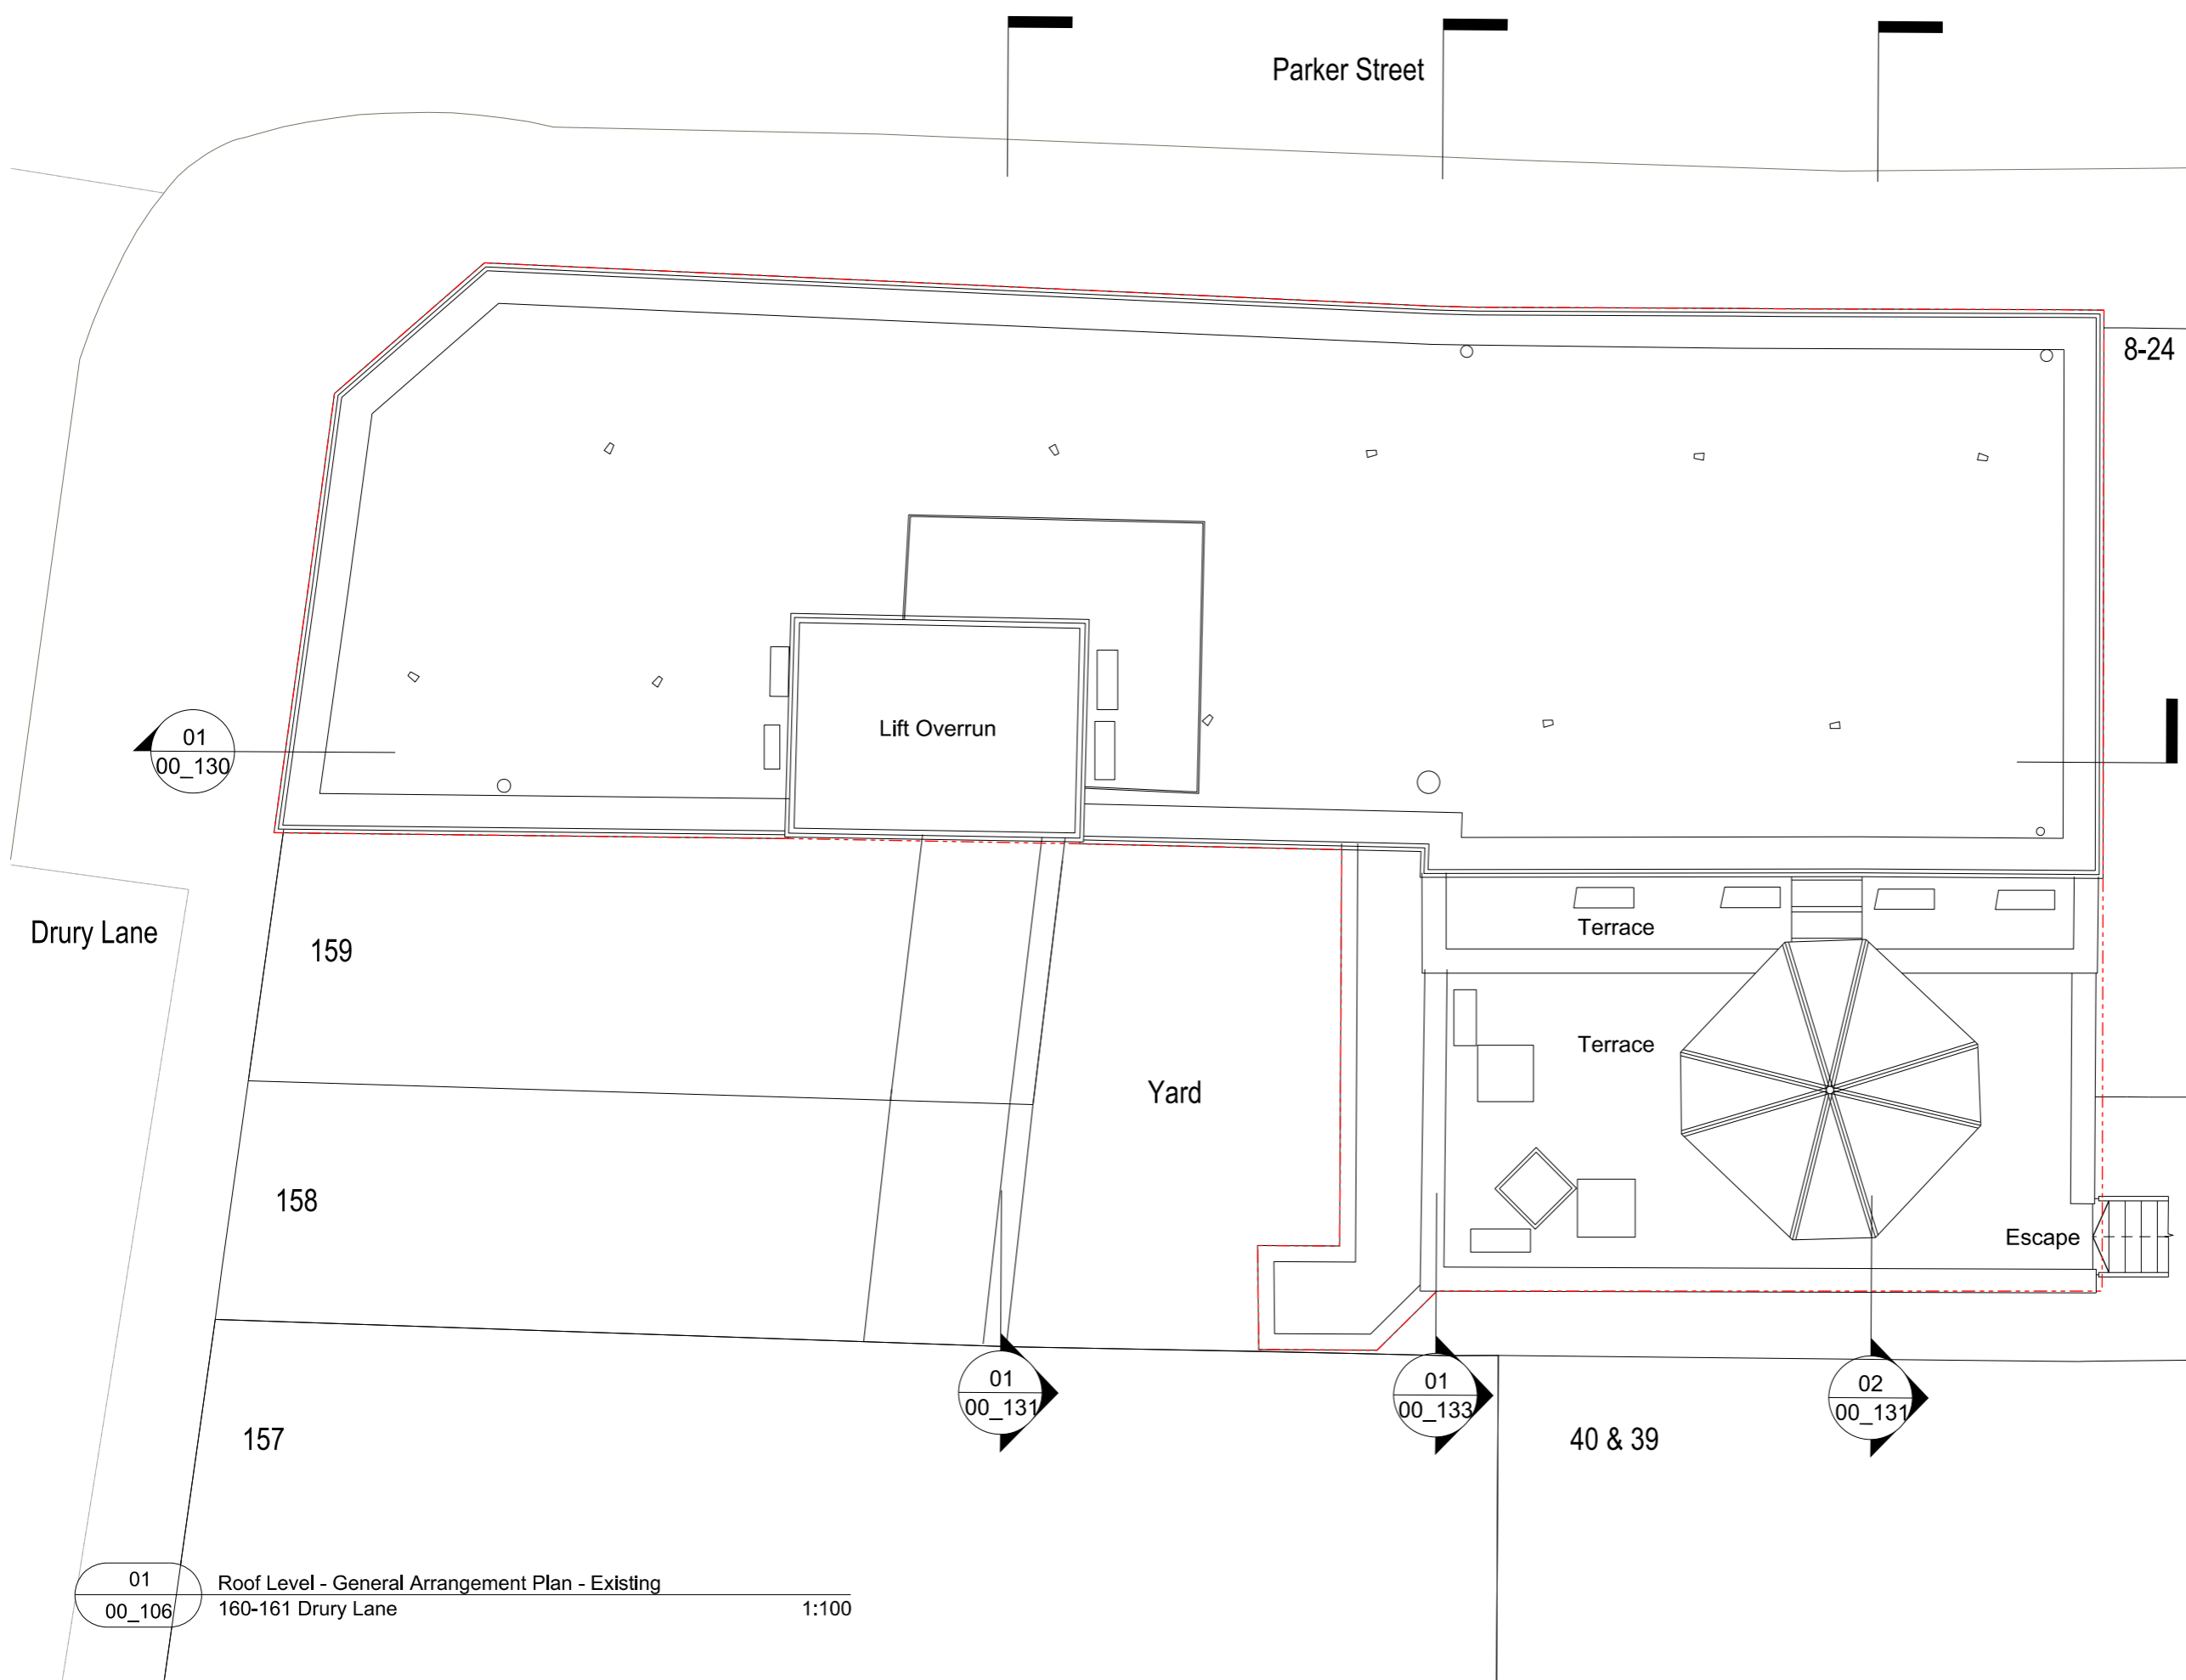 Parker Street
8-24
01
00_130
Lift Overrun
Drury Lane
159
Terrace
Terrace
Yard
158
Escape
01
00_131
01
00_133
02
00_131
157
40 & 39
01
00_106
Roof Level - General Arrangement Plan - Existing
160-161 Drury Lane
1:100